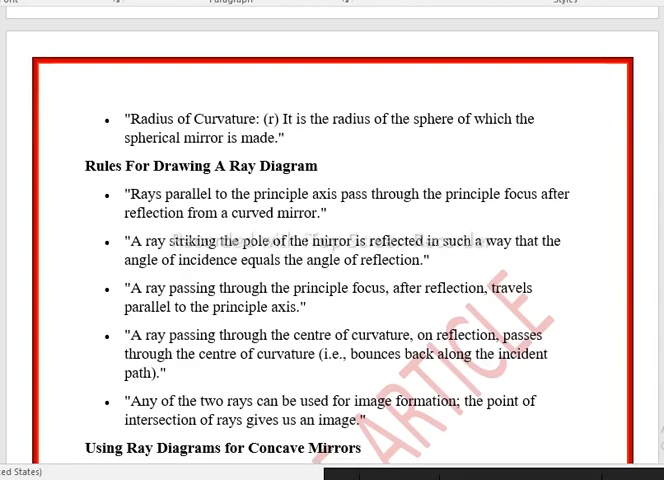 Paragraph
Styles
• "Radius of Curvature: (r) It is the radius of the sphere of which the
spherical mirror is made."
Rules For Drawing A Ray Diagram
• "Rays parallel to the principle axis pass through the principle focus after
reflection from a curved mirror."
• "A ray striking the pole of the mirror is reflected in such a way that the
angle of incidence equals the angle of reflection."
• "A ray passing through the principle focus, after reflection, travels
parallel to the principle axis."
• "A ray passing through the centre of curvature, on reflection, passes
through the centre of curvature (i.e., bounces back along the incident
path)."
• "Any of the two rays can be used for image formation; the point of
intersection of rays gives us an image."
Using Ray Diagrams for Concave Mirrors
ARTICLE
ed States)